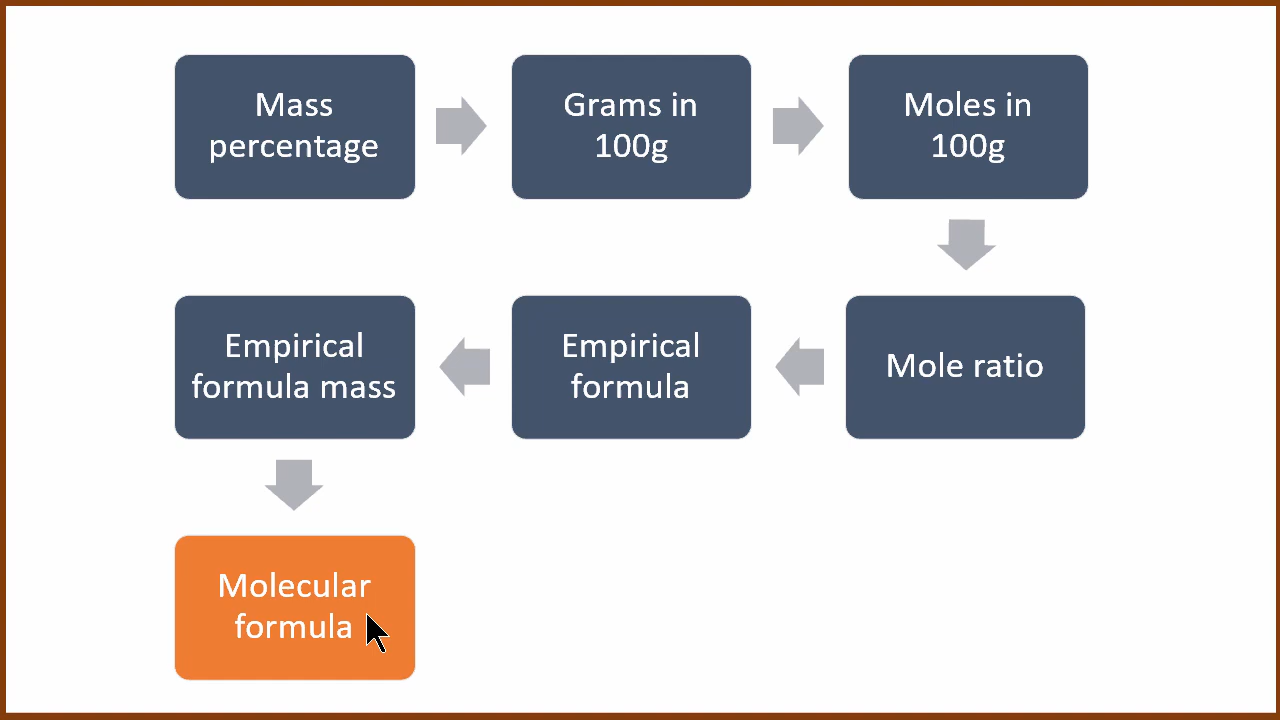 Mass
percentage
Grams in
100g
Moles in
100g
Mole ratio
Empirical
formula
Empirical
formula mass
Molecular
formula